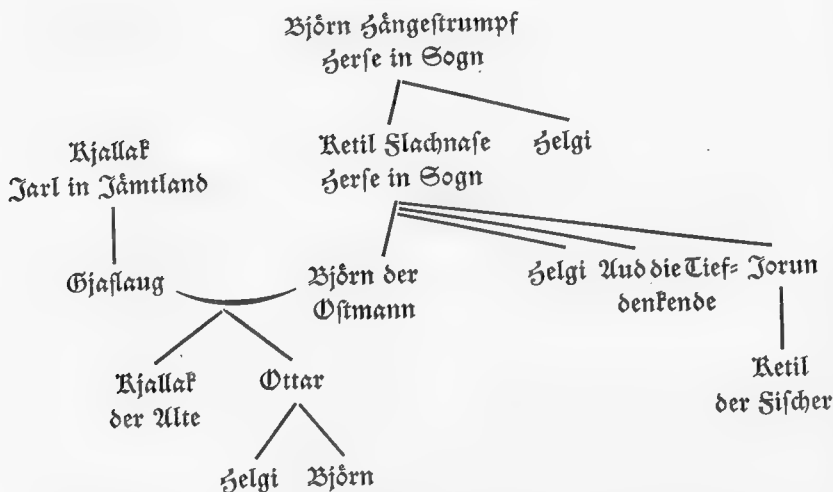 Björn Hängestrumpf
Herse in Sogn
Ketil Flachnase
Herse in Sogn
Helgi
Kjallak
Jarl in Jämtland
Gjaflaug
Björn der
Ostmann
Helgi
Aud die Tief-
denkende
Jorun
Kjallak
der Alte
Ottar
Ketil
der Fischer
Helgi
Björn